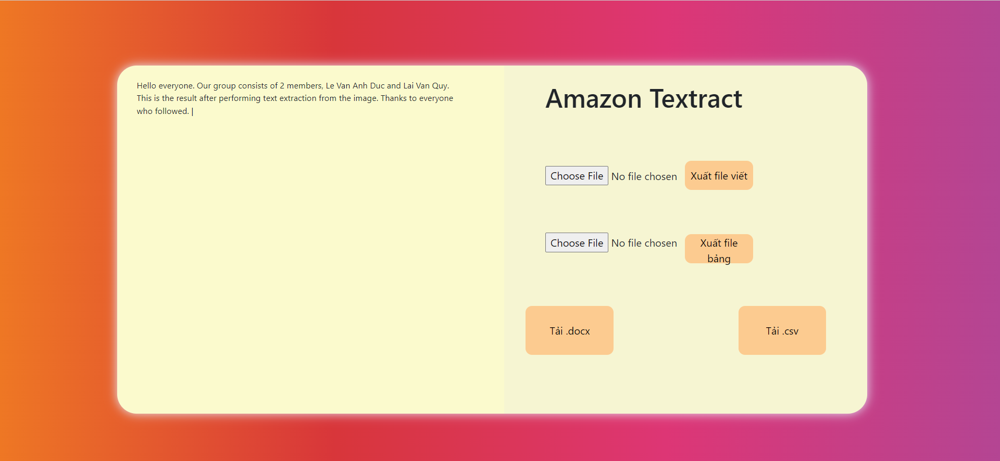 Hello everyone. Our group consists of 2 members, Le Van Anh Duc and Lai Van Quy.
This is the result after performing text extraction from the image. Thanks to everyone
who followed. |
Amazon Textract
Choose File No file chosen Xuất file viết
Choose File No file chosen Xuất file
bảng
Tải .docx Tải .csv